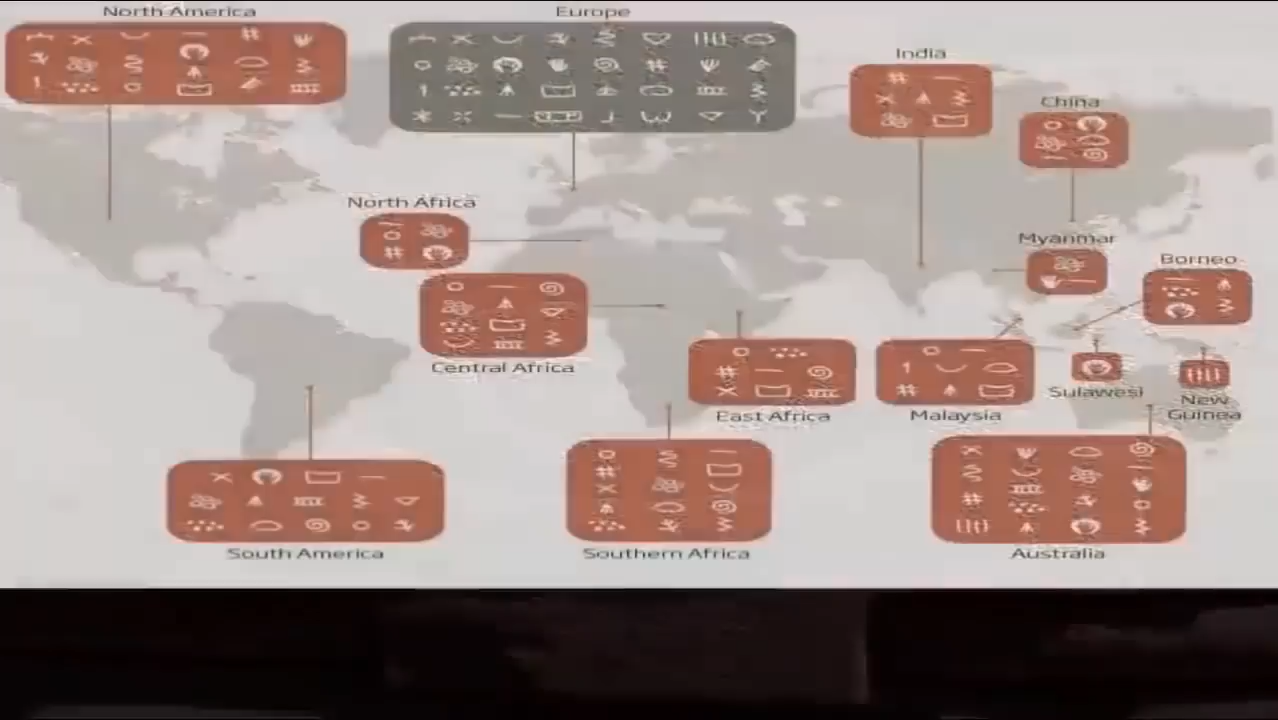 North America
Europe
India
China
North Africa
Myanmar
Borneo
Central Africa
East Africa
Malaysia
Sulawesi
New
Guinea
South America
Southern Africa
Australia